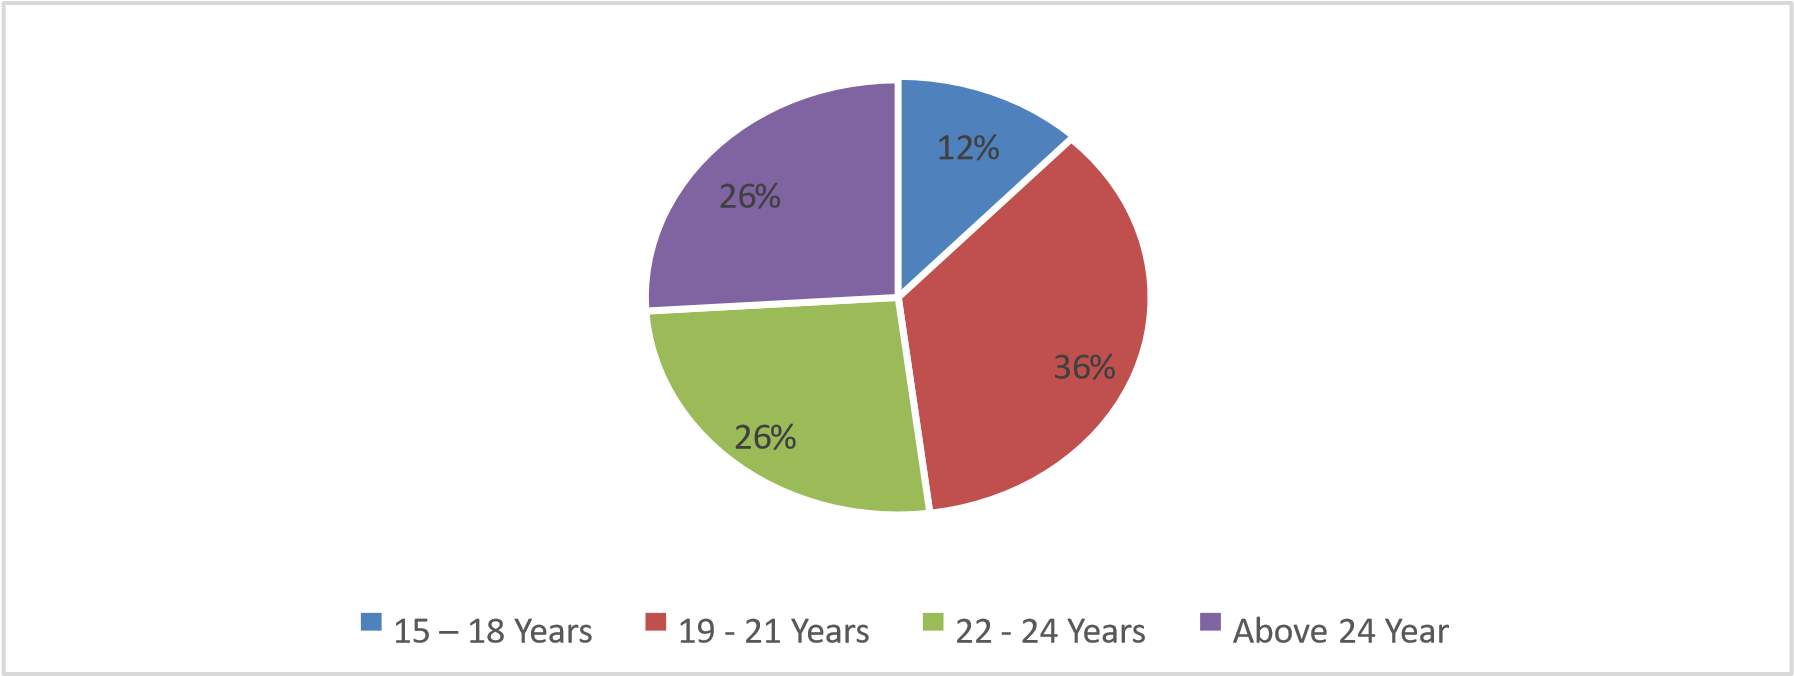 12%
26%
36%
26%
15 – 18 Years 19 - 21 Years 22 - 24 Years Above 24 Year